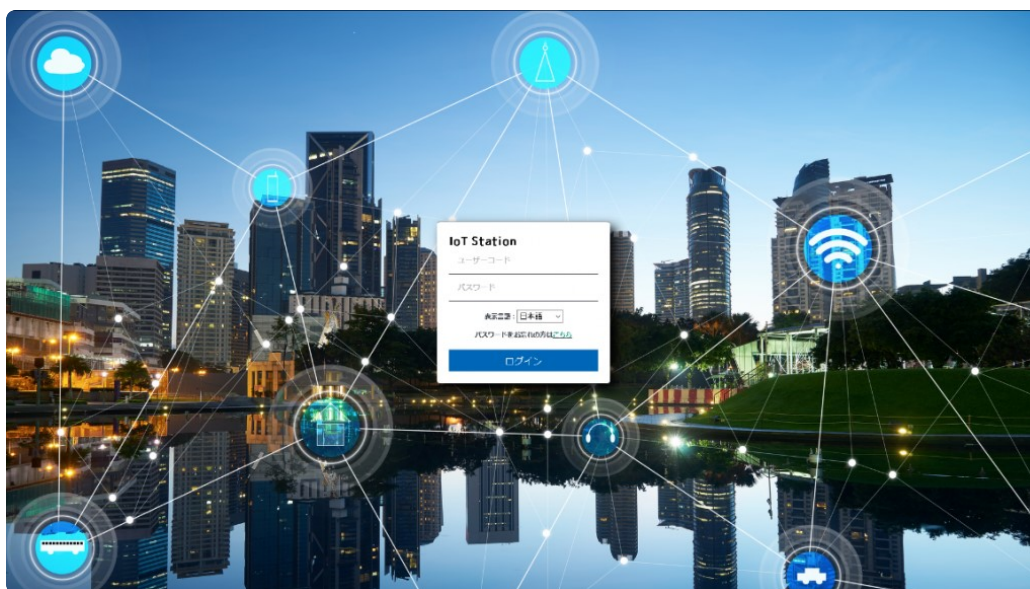 IoT Station
ユーザーコード
パスワード
表示言語 : 日本語
パスワードをお忘れの方はこちら
ログイン